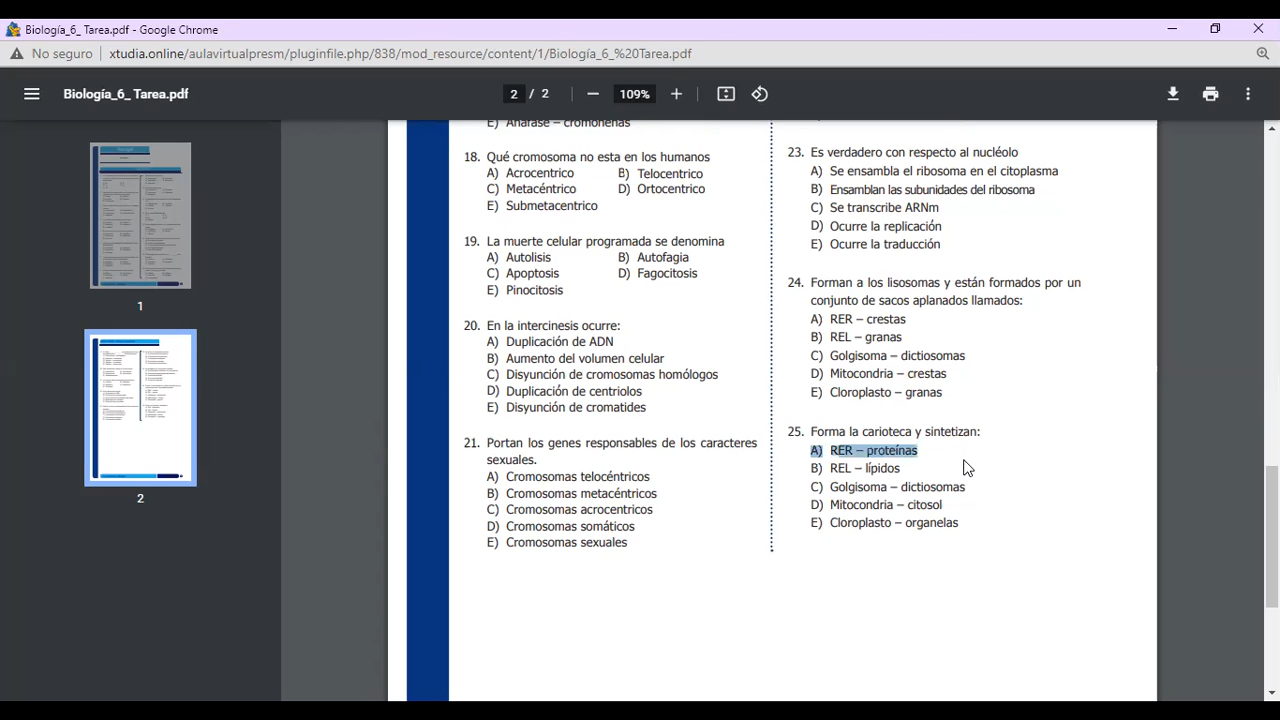 Biología_6_ Tarea.pdf - Google Chrome
No seguro
xtudia.online/aulavirtualpresm/pluginfile.php/838/mod_resource/content/1/Biología_6_%20Tarea.pdf
Biología_6_ Tarea.pdf
2 / 2
109%
1
2
E) Anafase – cromonemas
18. Qué cromosoma no esta en los humanos
A) Acrocentrico B) Telocentrico
C) Metacéntrico D) Ortocentrico
E) Submetacentrico
19. La muerte celular programada se denomina
A) Autolisis B) Autofagia
C) Apoptosis D) Fagocitosis
E) Pinocitosis
20. En la intercinesis ocurre:
A) Duplicación de ADN
B) Aumento del volumen celular
C) Disyunción de cromosomas homólogos
D) Duplicación de centriolos
E) Disyunción de cromatides
21. Portan los genes responsables de los caracteres
sexuales.
A) Cromosomas telocéntricos
B) Cromosomas metacéntricos
C) Cromosomas acrocentricos
D) Cromosomas somáticos
E) Cromosomas sexuales
23. Es verdadero con respecto al nucléolo
A) Se ensambla el ribosoma en el citoplasma
B) Ensamblan las subunidades del ribosoma
C) Se transcribe ARNm
D) Ocurre la replicación
E) Ocurre la traducción
24. Forman a los lisosomas y están formados por un
conjunto de sacos aplanados llamados:
A) RER – crestas
B) REL – granas
C) Golgisoma – dictiosomas
D) Mitocondria – crestas
E) Cloroplasto – granas
25. Forma la carioteca y sintetizan:
A) RER – proteínas
B) REL – lípidos
C) Golgisoma – dictiosomas
D) Mitocondria – citosol
E) Cloroplasto – organelas